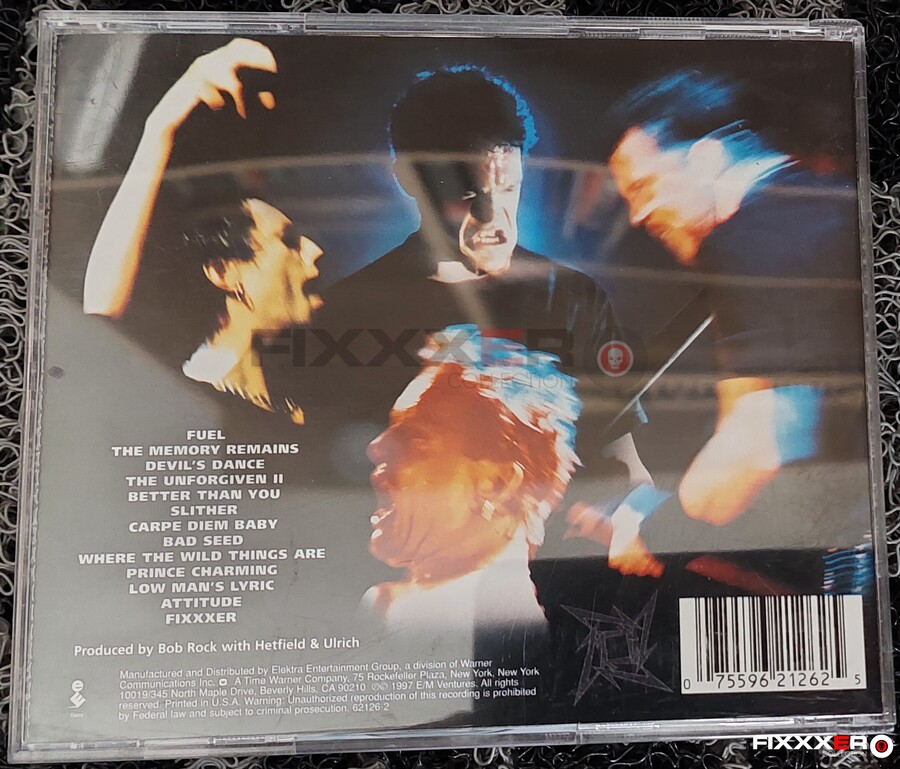 FIXXXER
COLLECTION
FUEL
THE MEMORY REMAINS
DEVIL'S DANCE
THE UNFORGIVEN II
BETTER THAN YOU
SLITHER
CARPE DIEM BABY
BAD SEED
WHERE THE WILD THINGS ARE
PRINCE CHARMING
LOW MAN'S LYRIC
ATTITUDE
FIXXXER
Produced by Bob Rock with Hetfield & Ulrich
Manufactured and Distributed by Elektra Entertainment Group, a division of Warner
Communications Inc. A Time Warner Company, 75 Rockefeller Plaza, New York, New York
10019/345 North Maple Drive, Beverly Hills, CA 90210 ℗© 1997 E/M Ventures. All rights
reserved. Printed in U.S.A. Warning: Unauthorized reproduction of this recording is prohibited
by Federal law and subject to criminal prosecution. 62126-2
0 75596 21262 5
FIXXXER